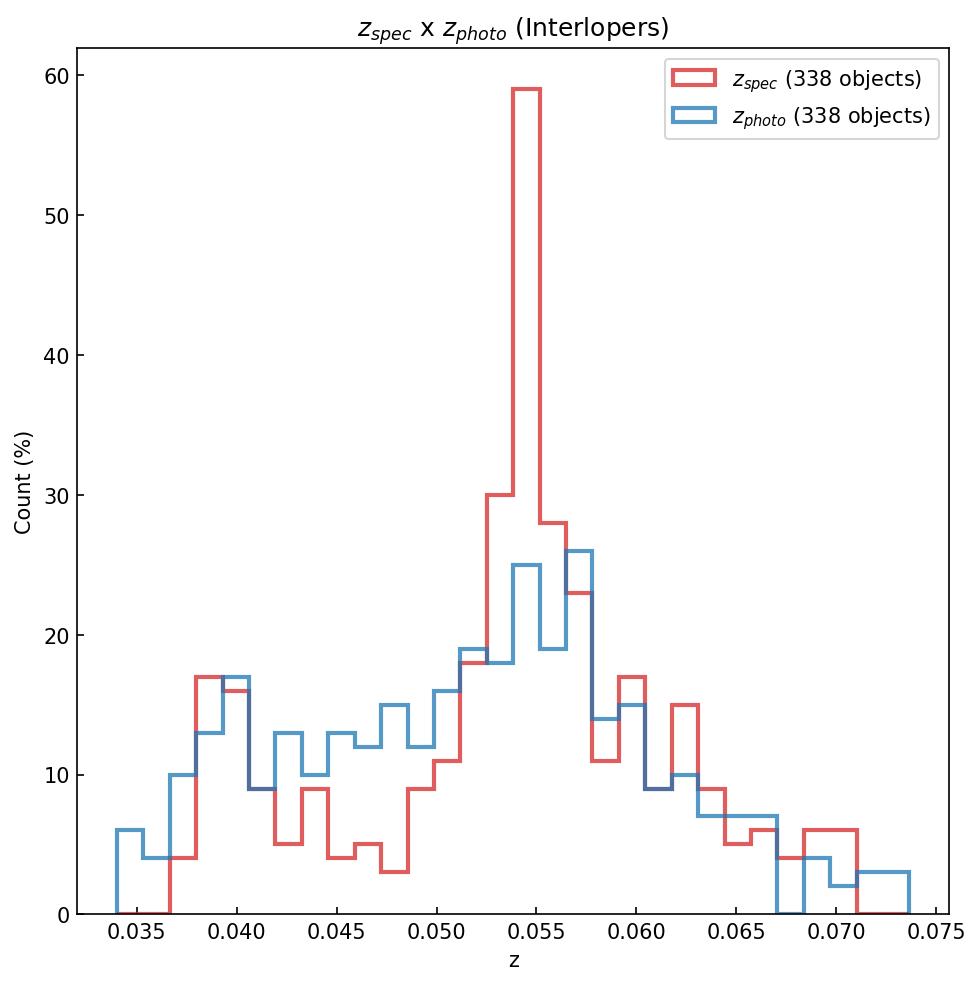 z_spec x z_photo (Interlopers)
z_spec (338 objects)
z_photo (338 objects)
Count (%)
60
50
40
30
20
10
0
0.035 0.040 0.045 0.050 0.055 0.060 0.065 0.070 0.075
z